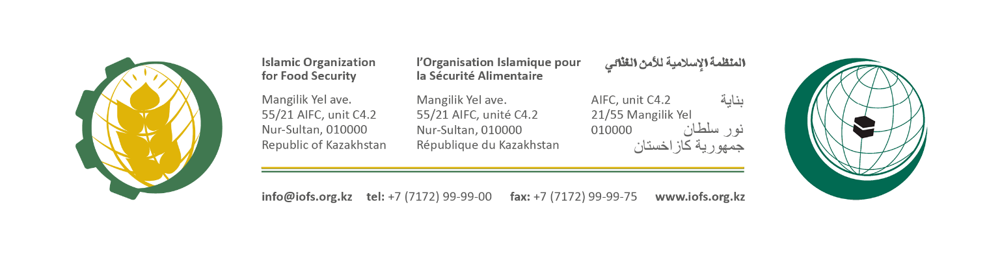 Islamic Organization
for Food Security
Mangilik Yel ave.
55/21 AIFC, unit C4.2
Nur-Sultan, 010000
Republic of Kazakhstan
l’Organisation Islamique pour
la Sécurité Alimentaire
Mangilik Yel ave.
55/21 AIFC, unité C4.2
Nur-Sultan, 010000
République du Kazakhstan
المنظمة الإسلامية للأمن الغذائي
بناية AIFC, unit C4.2
21/55 Mangilik Yel
نور سلطان 010000
جمهورية كازاخستان
info@iofs.org.kz tel: +7 (7172) 99-99-00 fax: +7 (7172) 99-99-75 www.iofs.org.kz